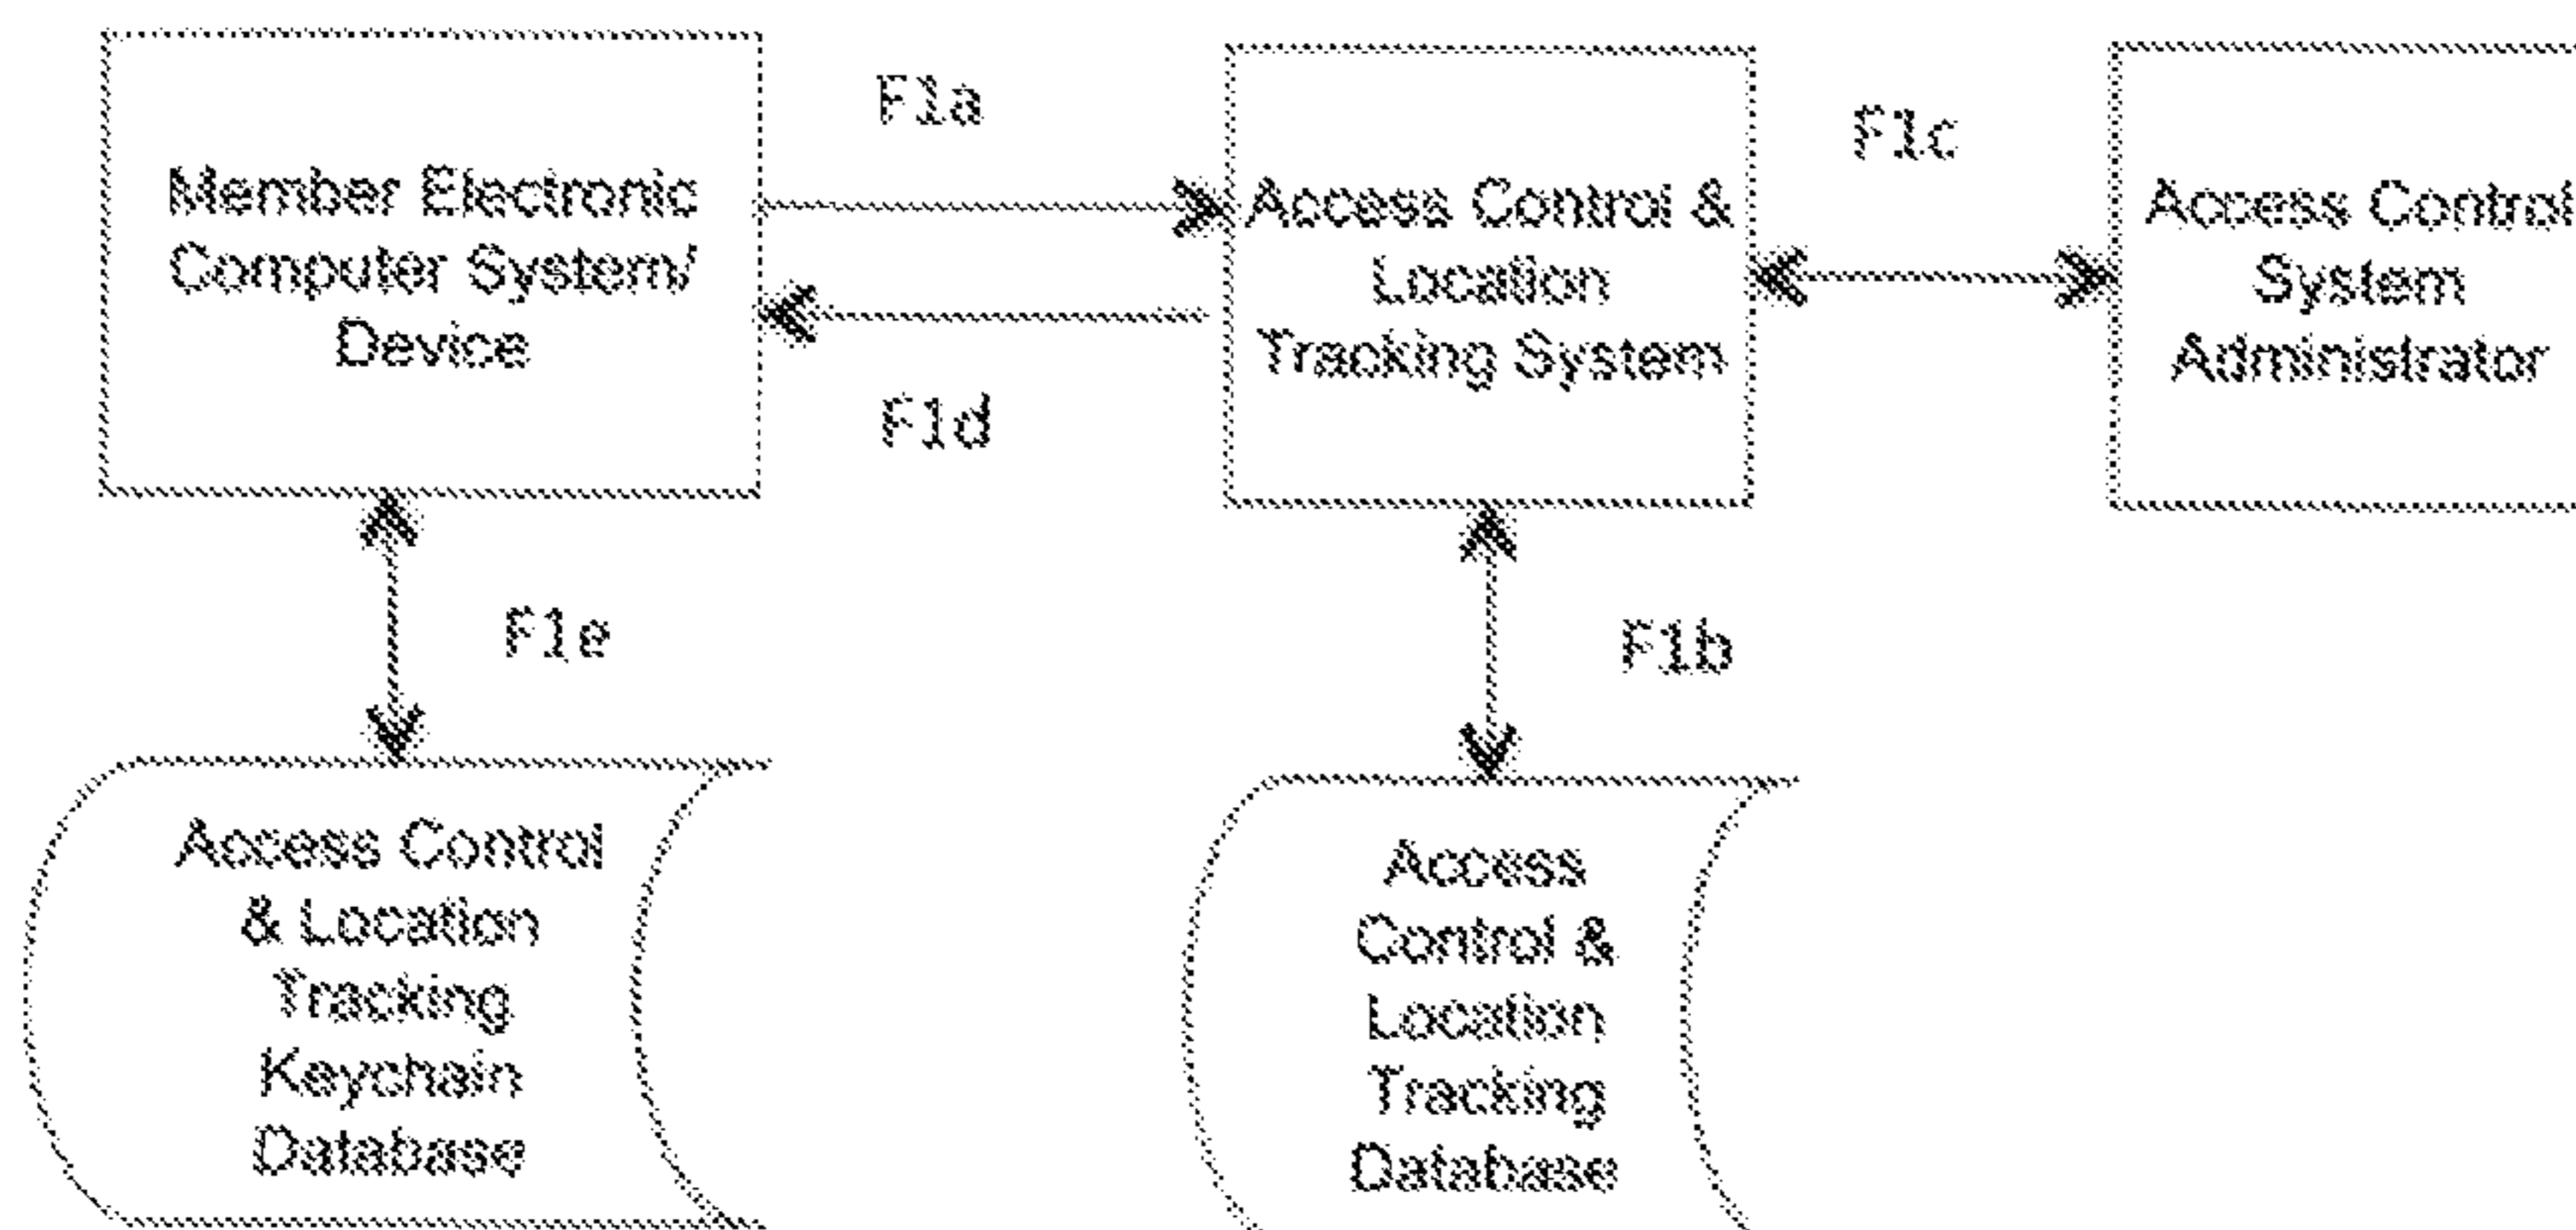 Member Electronic
Computer System/
Device
F1a
F1d
Access Control &
Location
Tracking System
F1c
Access Control
System
Administrator
F1e
F1b
Access Control
& Location
Tracking
Keychain
Database
Access
Control &
Location
Tracking
Database